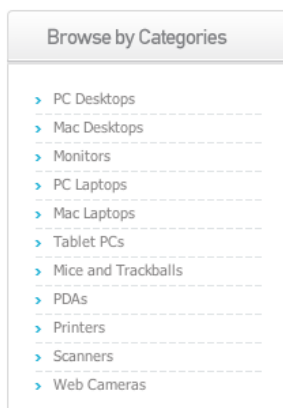 Browse by Categories
PC Desktops
Mac Desktops
Monitors
PC Laptops
Mac Laptops
Tablet PCs
Mice and Trackballs
PDAs
Printers
Scanners
Web Cameras